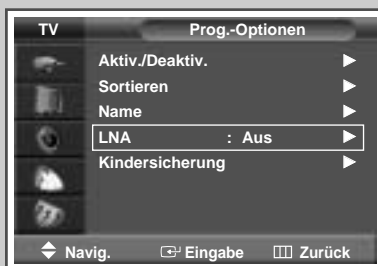 TV Prog.-Optionen
Aktiv./Deaktiv.
Sortieren
Name
LNA : Aus
Kindersicherung
Navig. Eingabe Zurück